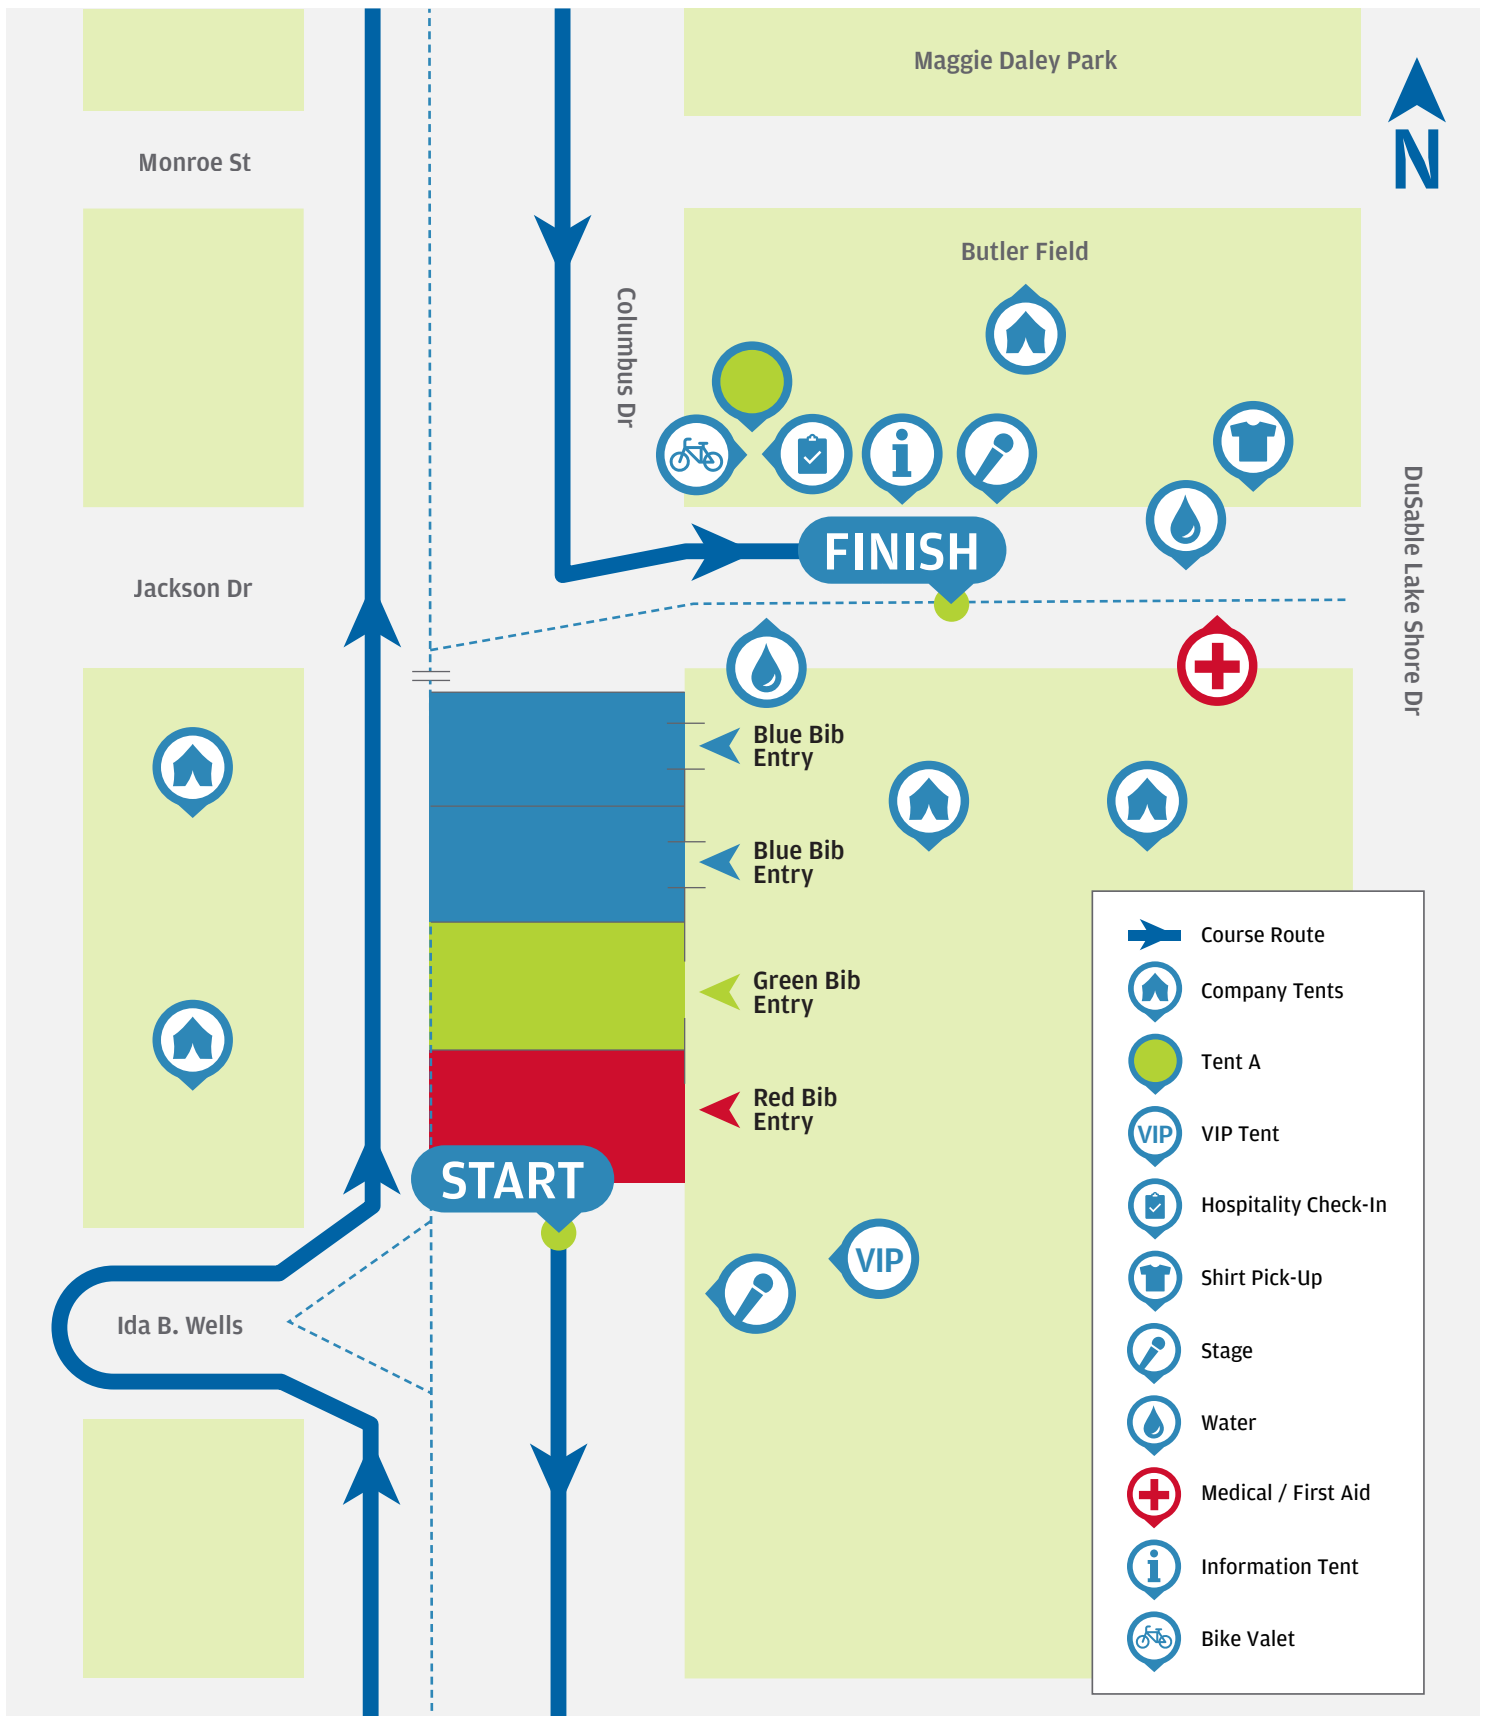 Maggie Daley Park
N
Monroe St
Butler Field
Columbus Dr
DuSable Lake Shore Dr
FINISH
Jackson Dr
Blue Bib
Entry
Blue Bib
Entry
Green Bib
Entry
Red Bib
Entry
START
VIP
Ida B. Wells
Course Route
Company Tents
Tent A
VIP VIP Tent
Hospitality Check-In
Shirt Pick-Up
Stage
Water
Medical / First Aid
i Information Tent
Bike Valet